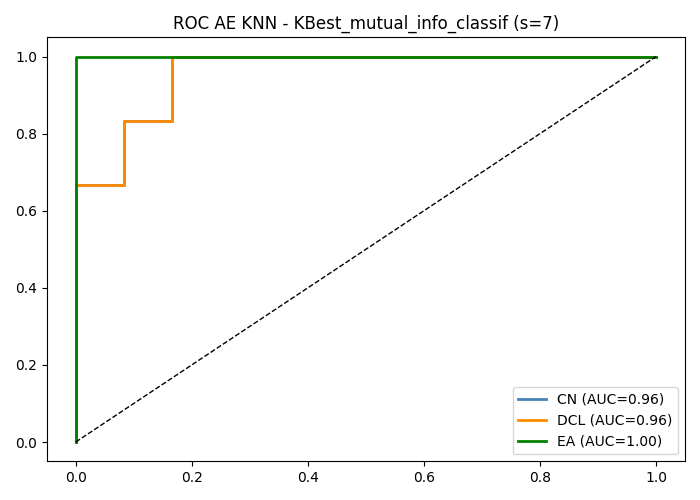 ROC AE KNN - KBest_mutual_info_classif (s=7)
1.0
0.8
0.6
0.4
0.2
0.0
0.0 0.2 0.4 0.6 0.8 1.0
CN (AUC=0.96)
DCL (AUC=0.96)
EA (AUC=1.00)